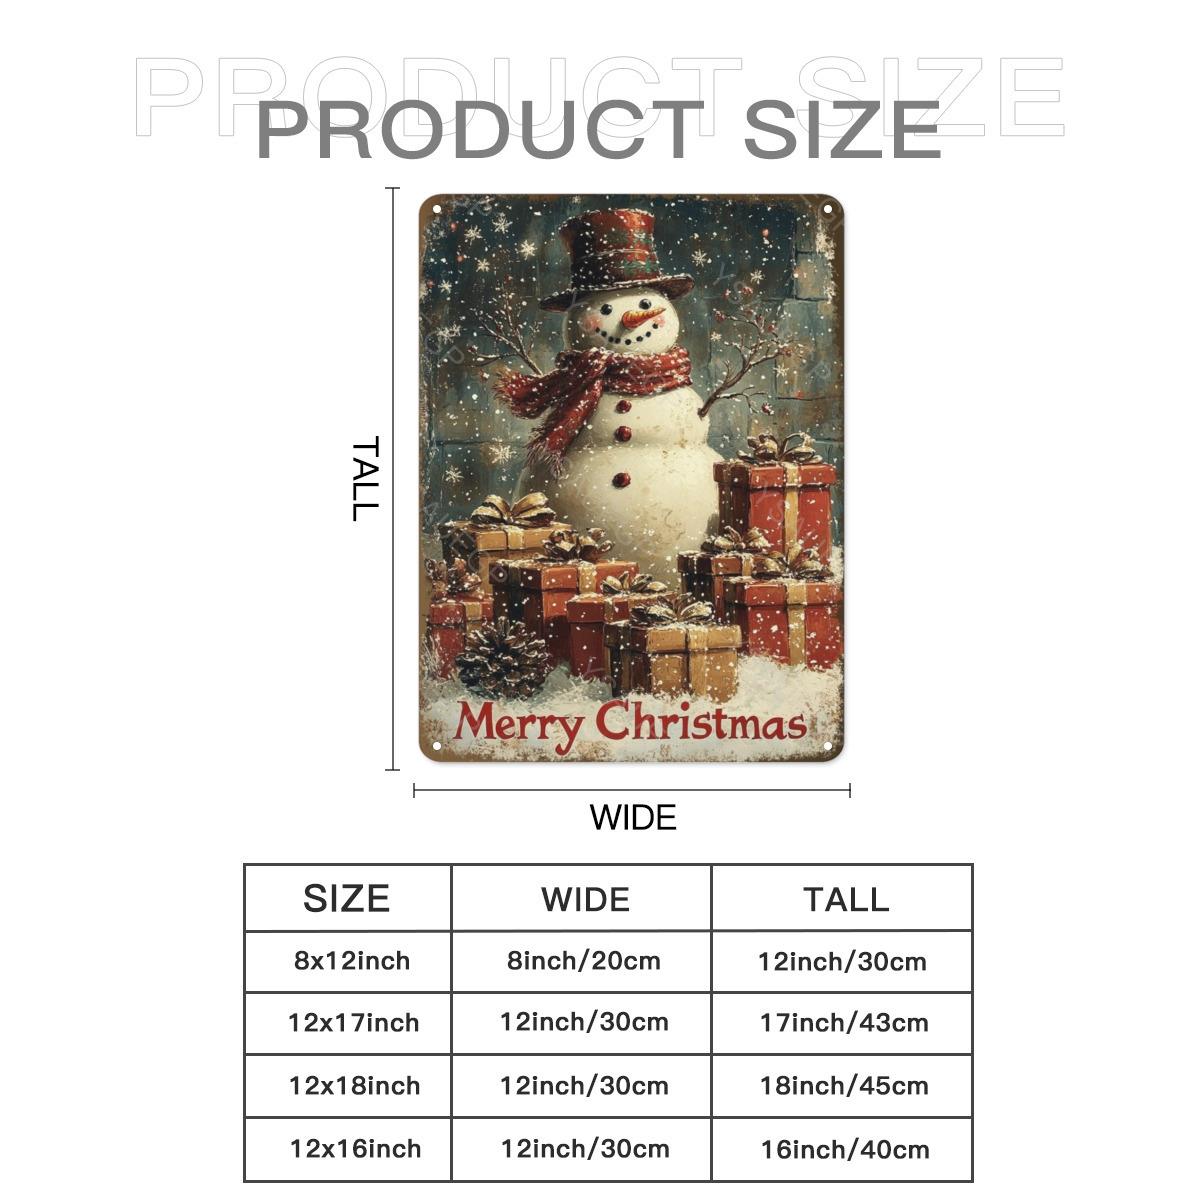 PRODUCT SIZE
PRODUCT SIZE
TALL
Merry Christmas
WIDE
SIZE WIDE TALL
8x12inch 8inch/20cm 12inch/30cm
12x17inch 12inch/30cm 17inch/43cm
12x18inch 12inch/30cm 18inch/45cm
12x16inch 12inch/30cm 16inch/40cm